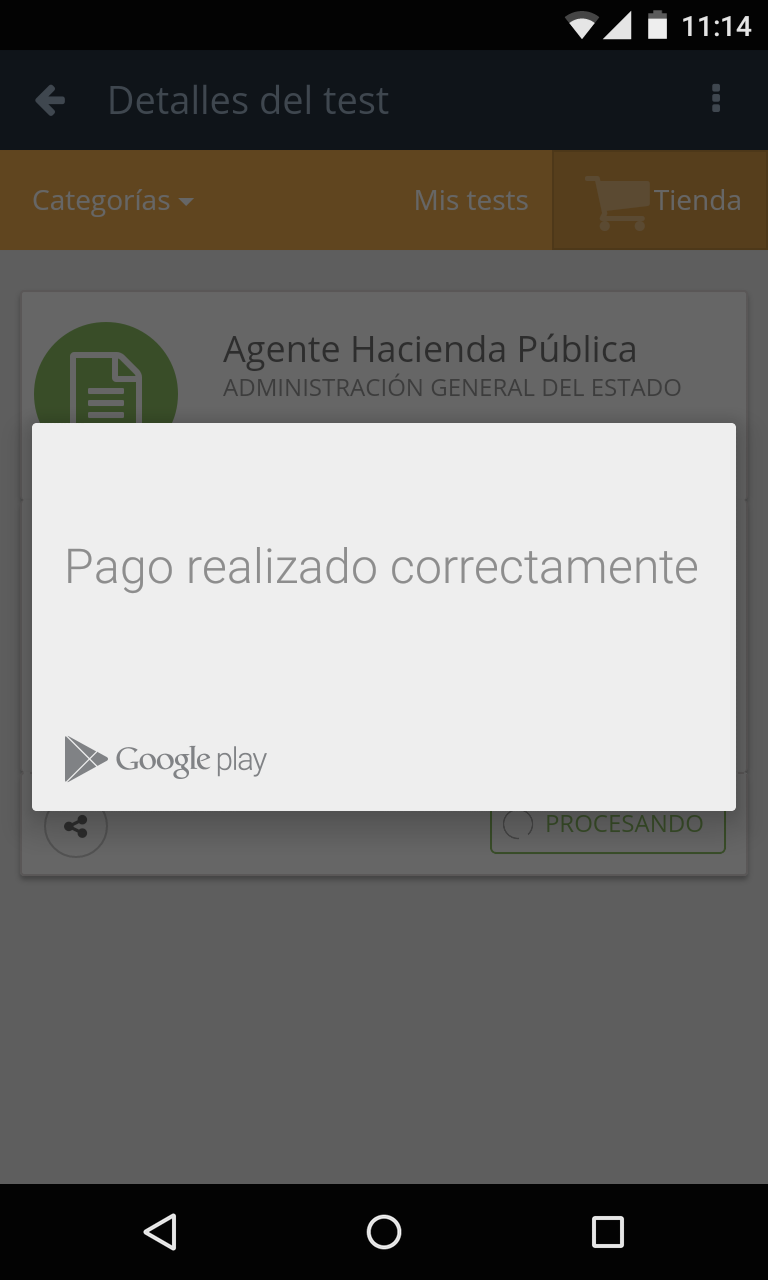 11:14
Detalles del test
Categorías
Mis tests
Tienda
Agente Hacienda Pública
ADMINISTRACIÓN GENERAL DEL ESTADO
Pago realizado correctamente
Google play
PROCESANDO